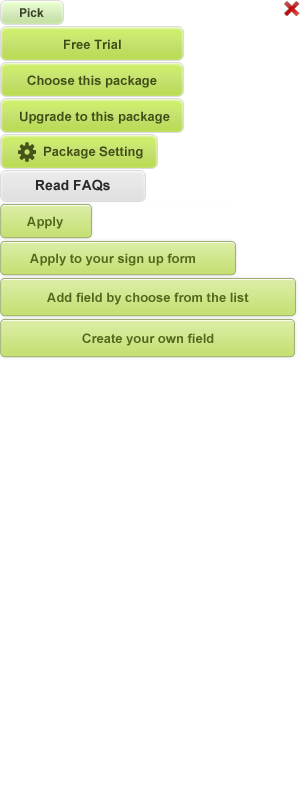 Pick
Free Trial
Choose this package
Upgrade to this package
Package Setting
Read FAQs
Apply
Apply to your sign up form
Add field by choose from the list
Create your own field